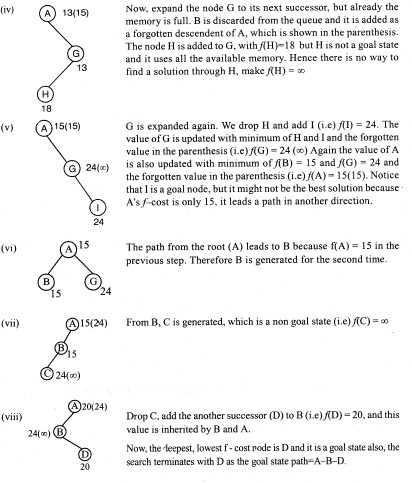 (iv)
A 13(15)
G
13
H
18
Now, expand the node G to its next successor, but already the
memory is full. B is discarded from the queue and it is added as
a forgotten descendent of A, which is shown in the parenthesis.
The node H is added to G, with f(H)=18 but H is not a goal state
and it uses all the available memory. Hence there is no way to
find a solution through H, make f(H) = ∞
(v)
A 15(15)
G 24(∞)
I
24
G is expanded again. We drop H and add I (i.e) f(I) = 24. The
value of G is updated with minimum of H and I and the forgotten
value in the parenthesis (i.e) f(G) = 24 (∞) Again the value of A
is also updated with minimum of f(B) = 15 and f(G) = 24 and
the forgotten value in the parenthesis (i.e) f(A) = 15(15). Notice
that I is a goal node, but it might not be the best solution because
A's f-cost is only 15, it leads a path in another direction.
(vi)
A 15
B G
15 24
The path from the root (A) leads to B because f(A) = 15 in the
previous step. Therefore B is generated for the second time.
(vii)
A 15(24)
B 15
C 24(∞)
From B, C is generated, which is a non goal state (i.e) f(C) = ∞
(viii)
A 20(24)
24(∞) B
D
20
Drop C, add the another successor (D) to B (i.e) f(D) = 20, and this
value is inherited by B and A.
Now, the deepest, lowest f - cost node is D and it is a goal state also, the
search terminates with D as the goal state path=A–B–D.